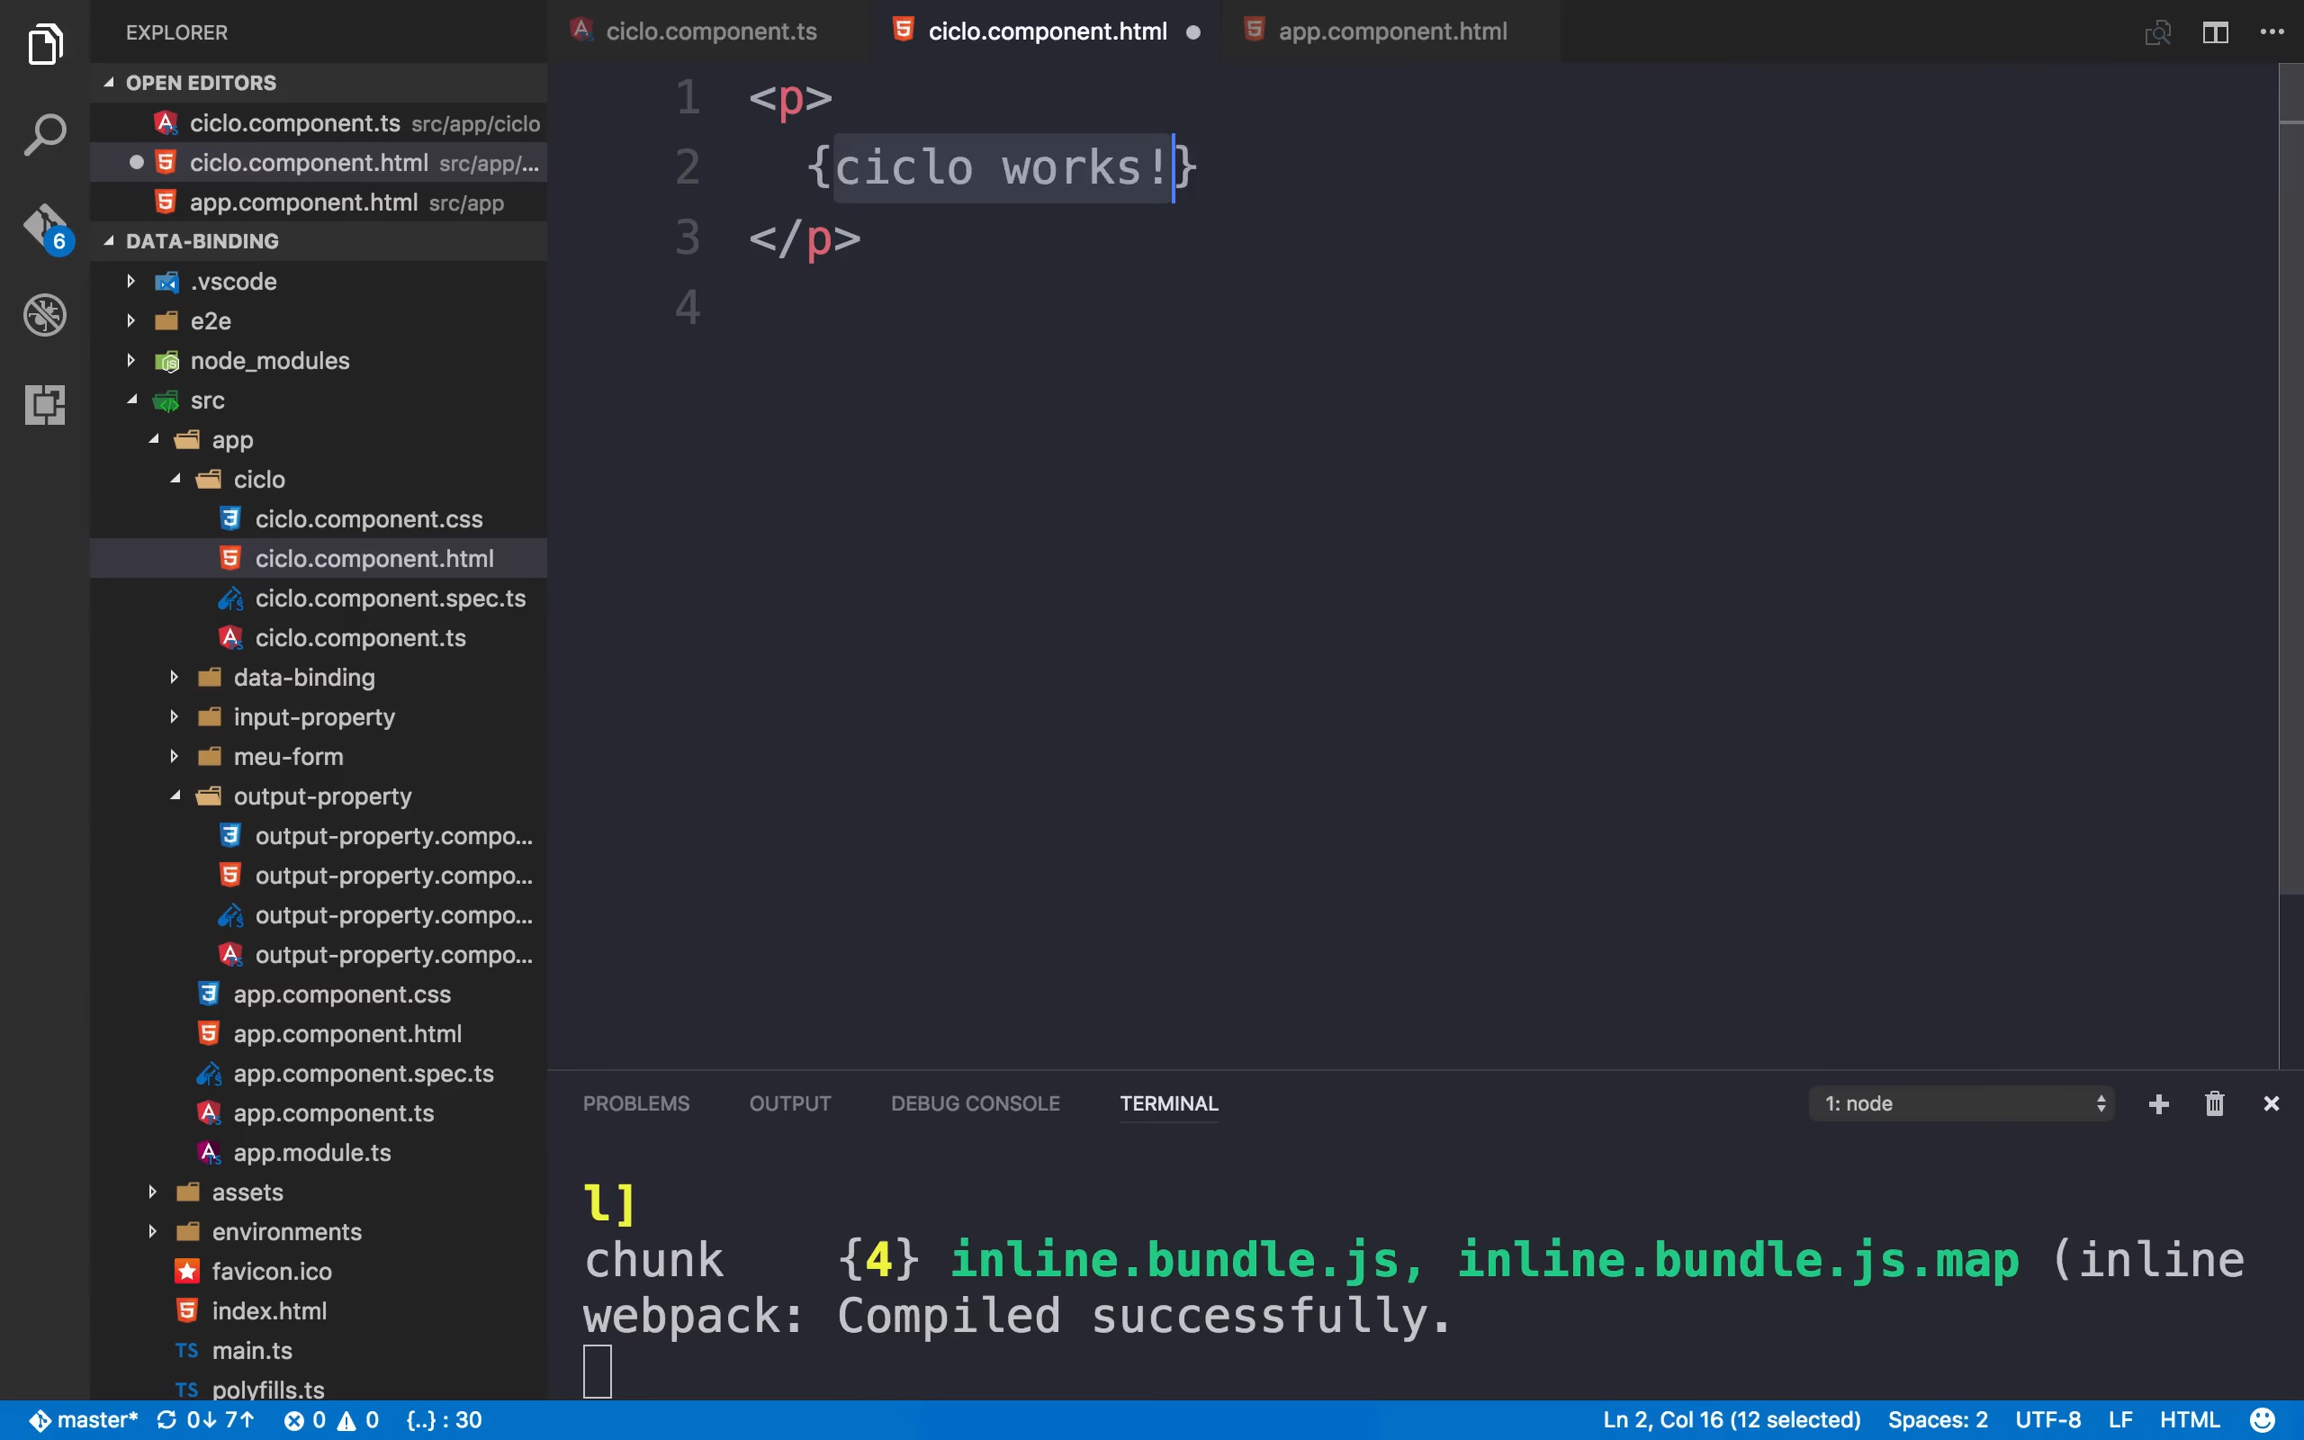 EXPLORER
OPEN EDITORS
ciclo.component.ts src/app/ciclo
ciclo.component.html src/app/...
app.component.html src/app
DATA-BINDING
.vscode
e2e
node_modules
src
app
ciclo
ciclo.component.css
ciclo.component.html
ciclo.component.spec.ts
ciclo.component.ts
data-binding
input-property
meu-form
output-property
output-property.compo...
output-property.compo...
output-property.compo...
output-property.compo...
app.component.css
app.component.html
app.component.spec.ts
app.component.ts
app.module.ts
assets
environments
favicon.ico
index.html
TS main.ts
TS polyfills.ts
6
ciclo.component.ts ciclo.component.html app.component.html
1 <p>
2 {ciclo works!}
3 </p>
4
PROBLEMS OUTPUT DEBUG CONSOLE TERMINAL 1: node
l]
chunk {4} inline.bundle.js, inline.bundle.js.map (inline
webpack: Compiled successfully.
master* 0↓ 7↑ 0 0 {..} : 30 Ln 2, Col 16 (12 selected) Spaces: 2 UTF-8 LF HTML